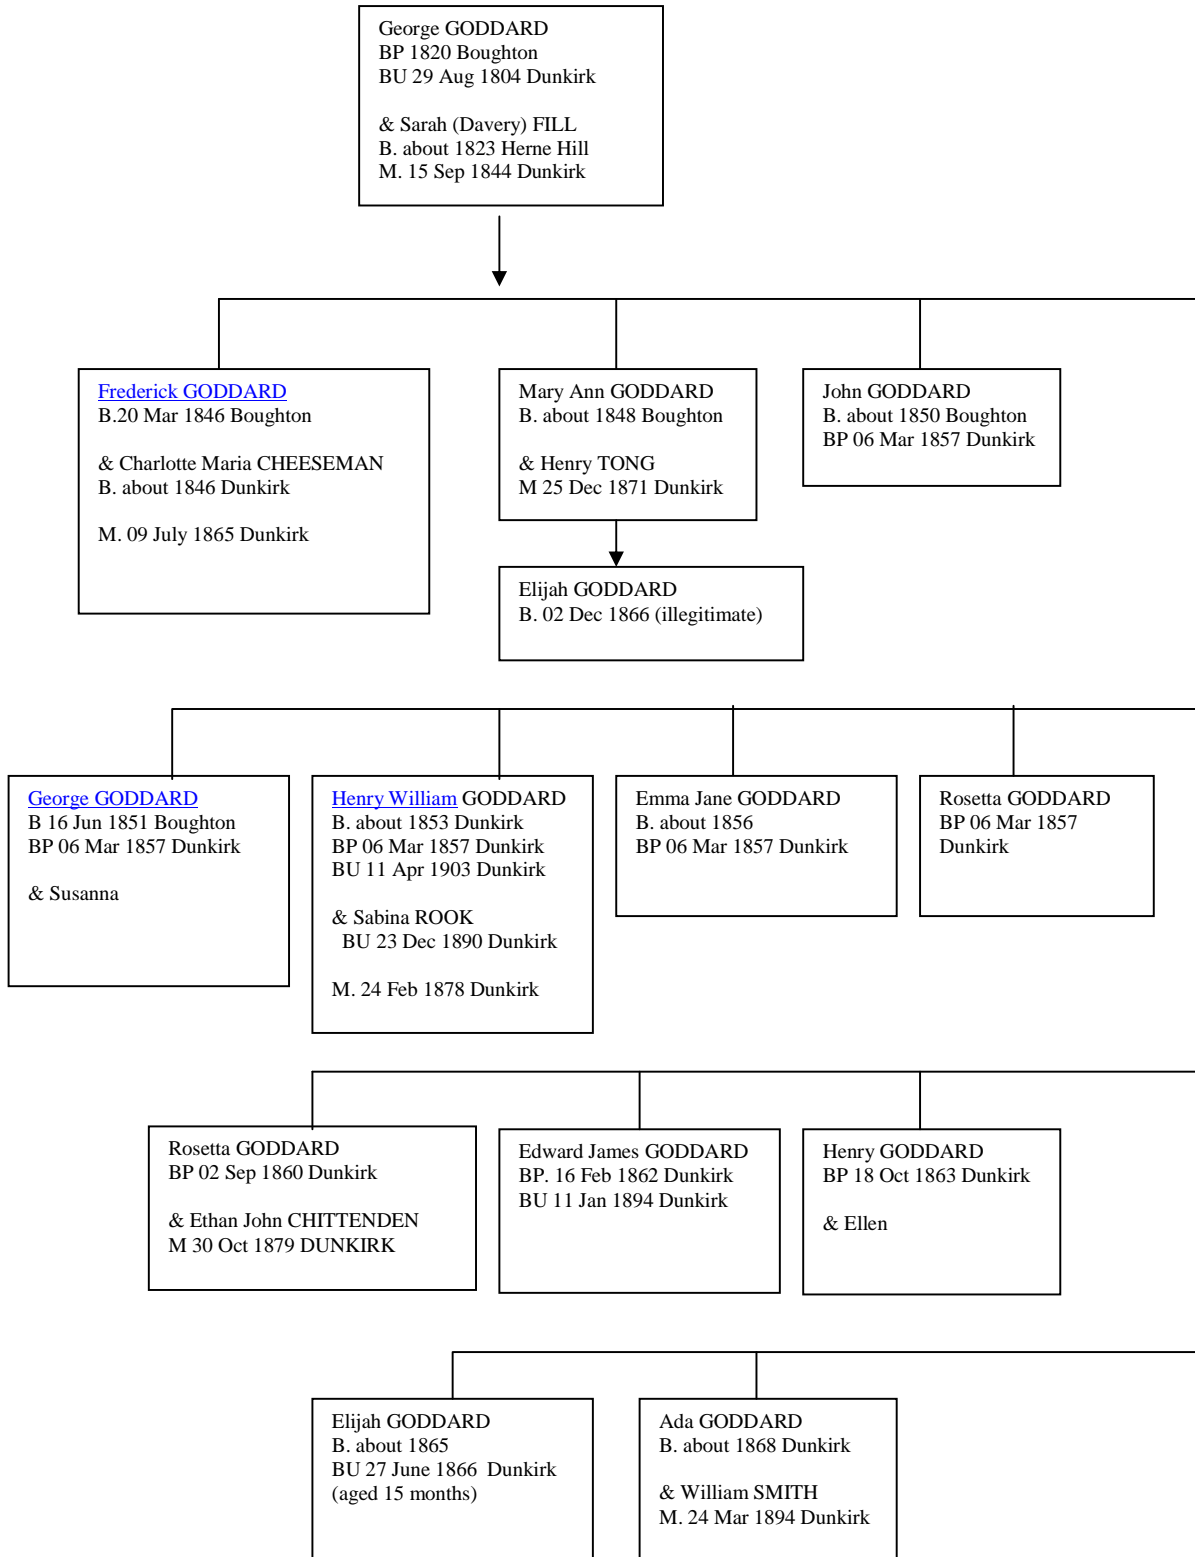 George GODDARD
BP 1820 Boughton
BU 29 Aug 1804 Dunkirk
& Sarah (Davery) FILL
B. about 1823 Herne Hill
M. 15 Sep 1844 Dunkirk
Frederick GODDARD
B.20 Mar 1846 Boughton
& Charlotte Maria CHEESEMAN
B. about 1846 Dunkirk
M. 09 July 1865 Dunkirk
Mary Ann GODDARD
B. about 1848 Boughton
& Henry TONG
M 25 Dec 1871 Dunkirk
John GODDARD
B. about 1850 Boughton
BP 06 Mar 1857 Dunkirk
Elijah GODDARD
B. 02 Dec 1866 (illegitimate)
George GODDARD
B 16 Jun 1851 Boughton
BP 06 Mar 1857 Dunkirk
& Susanna
Henry William GODDARD
B. about 1853 Dunkirk
BP 06 Mar 1857 Dunkirk
BU 11 Apr 1903 Dunkirk
& Sabina ROOK
BU 23 Dec 1890 Dunkirk
M. 24 Feb 1878 Dunkirk
Emma Jane GODDARD
B. about 1856
BP 06 Mar 1857 Dunkirk
Rosetta GODDARD
BP 06 Mar 1857
Dunkirk
Rosetta GODDARD
BP 02 Sep 1860 Dunkirk
& Ethan John CHITTENDEN
M 30 Oct 1879 DUNKIRK
Edward James GODDARD
BP. 16 Feb 1862 Dunkirk
BU 11 Jan 1894 Dunkirk
Henry GODDARD
BP 18 Oct 1863 Dunkirk
& Ellen
Elijah GODDARD
B. about 1865
BU 27 June 1866 Dunkirk
(aged 15 months)
Ada GODDARD
B. about 1868 Dunkirk
& William SMITH
M. 24 Mar 1894 Dunkirk